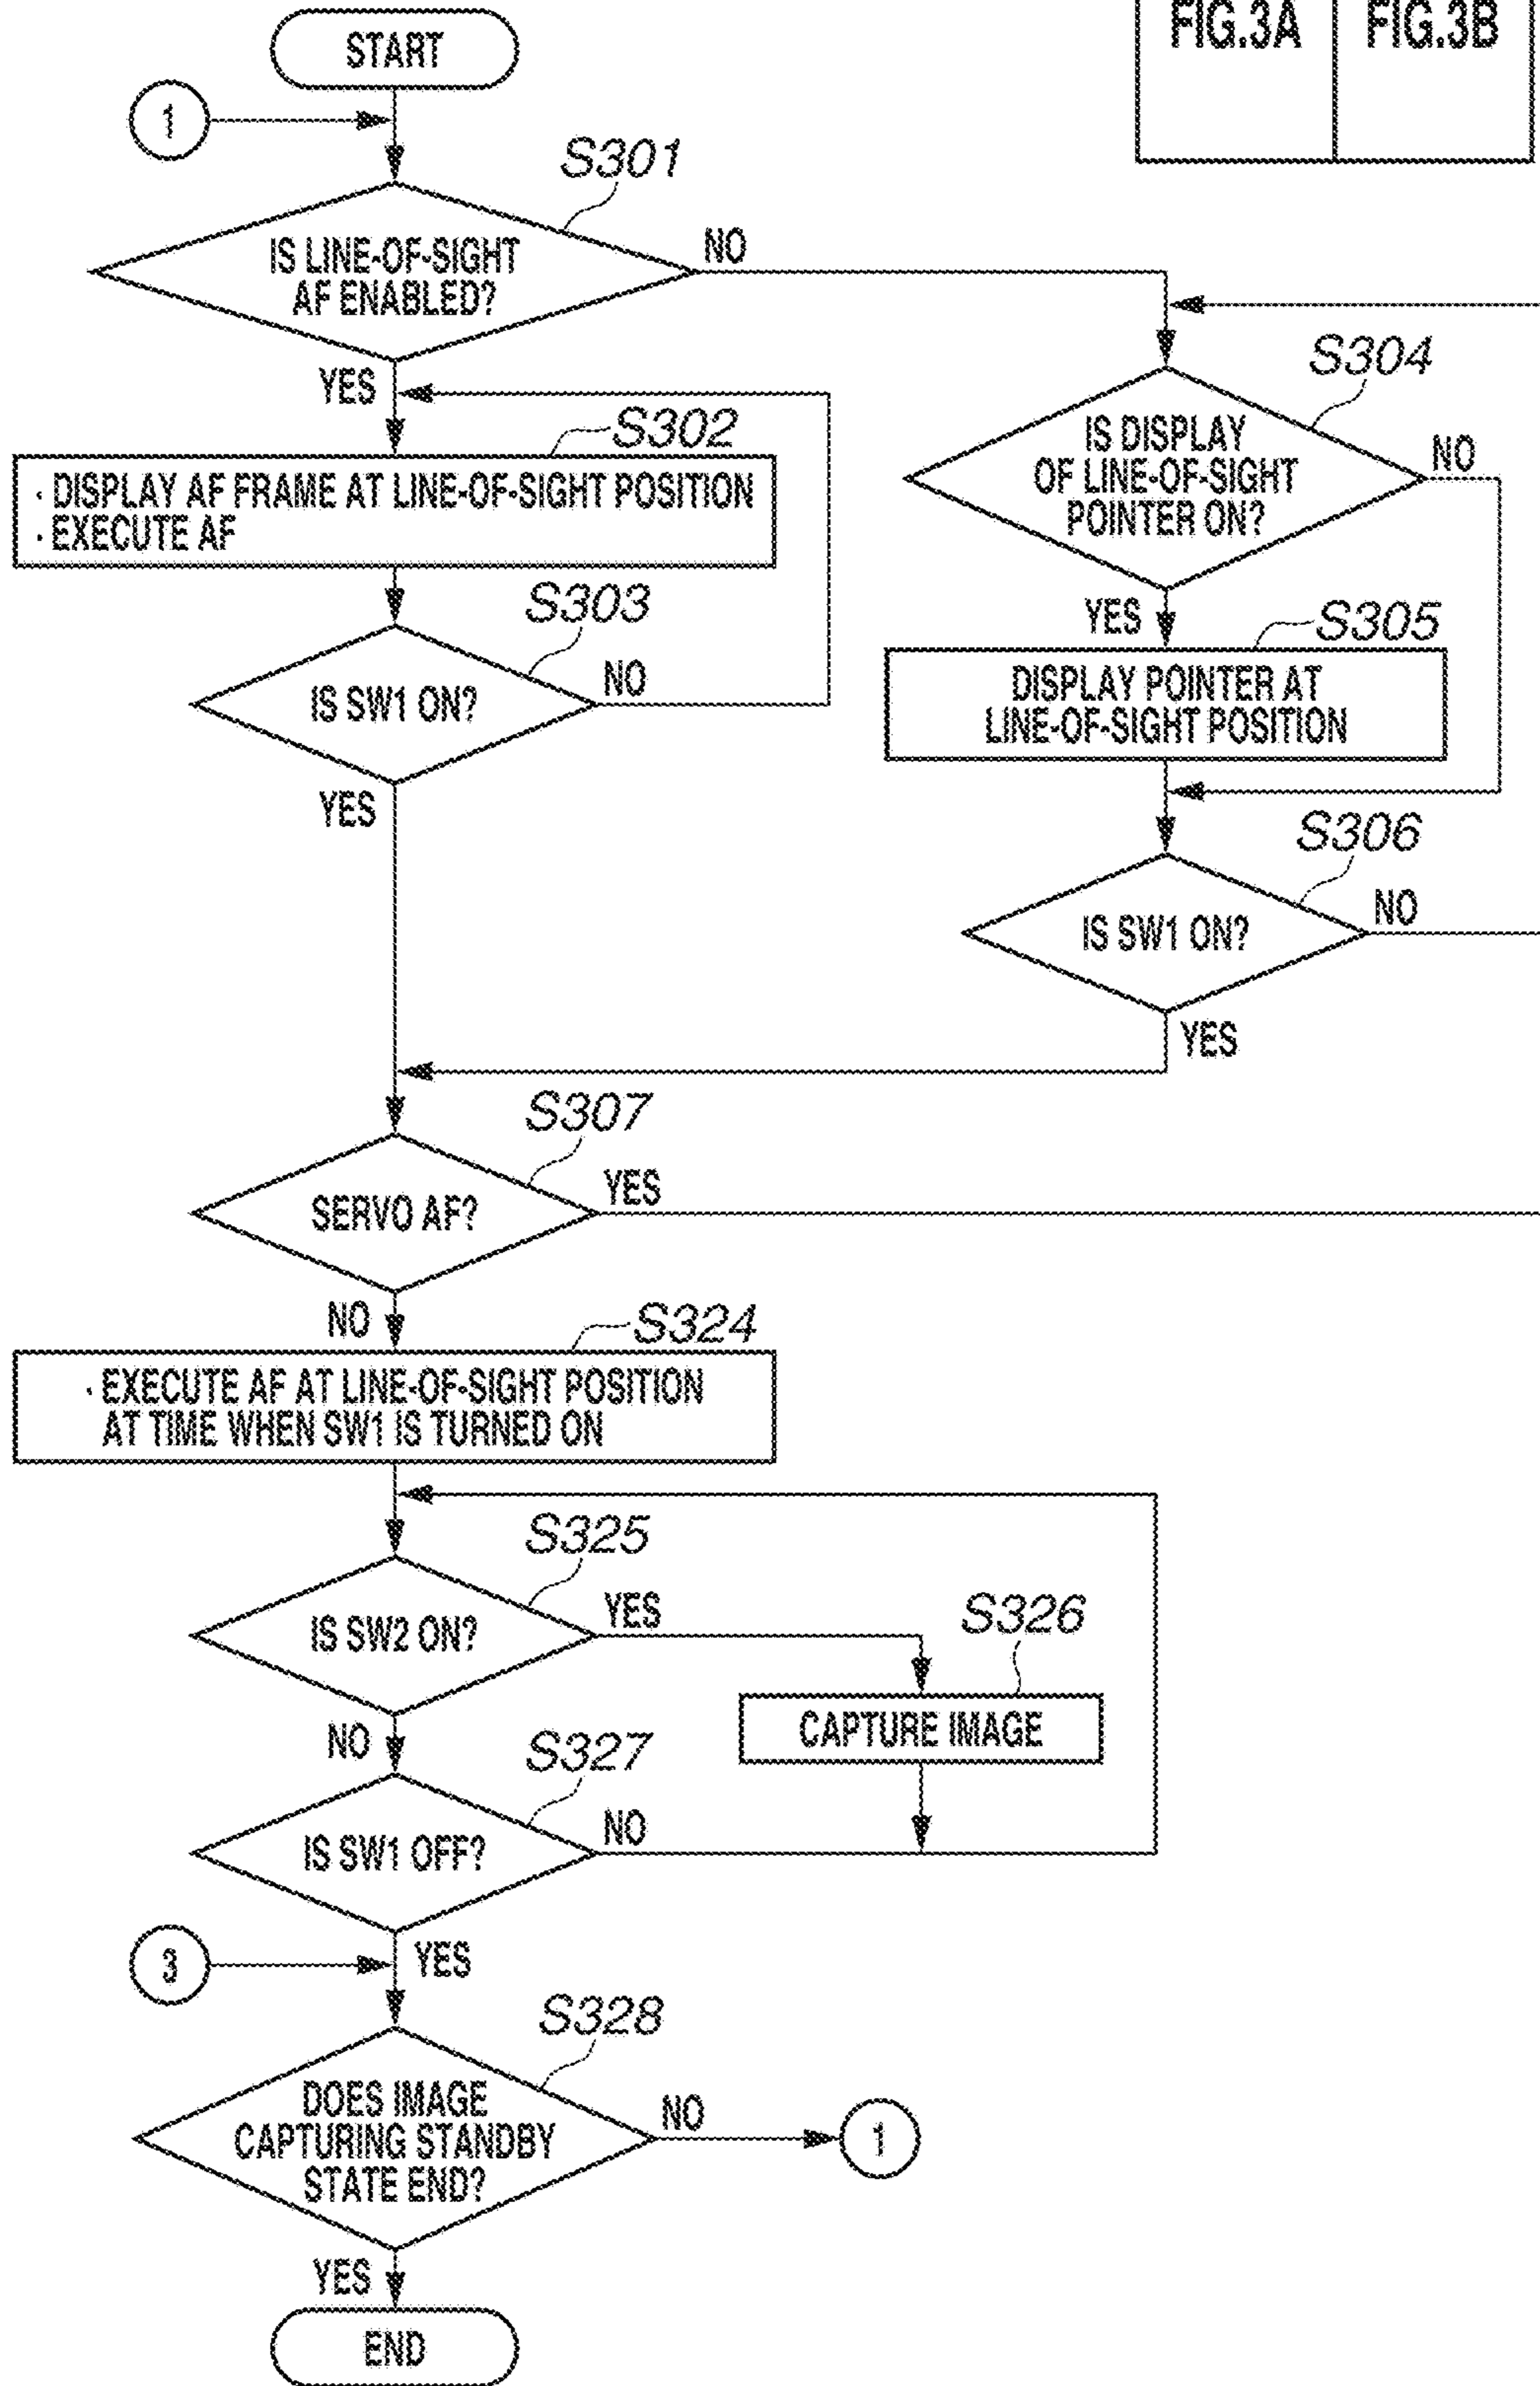 FIG.3A
FIG.3B
START
1
S301
IS LINE-OF-SIGHT
AF ENABLED?
NO
YES
S302
· DISPLAY AF FRAME AT LINE-OF-SIGHT POSITION
· EXECUTE AF
S303
IS SW1 ON?
NO
YES
S304
IS DISPLAY
OF LINE-OF-SIGHT
POINTER ON?
NO
YES
S305
DISPLAY POINTER AT
LINE-OF-SIGHT POSITION
S306
IS SW1 ON?
NO
YES
S307
SERVO AF?
YES
NO
S324
· EXECUTE AF AT LINE-OF-SIGHT POSITION
AT TIME WHEN SW1 IS TURNED ON
S325
IS SW2 ON?
YES
S326
CAPTURE IMAGE
NO
S327
IS SW1 OFF?
NO
3
YES
S328
DOES IMAGE
CAPTURING STANDBY
STATE END?
NO
1
YES
END